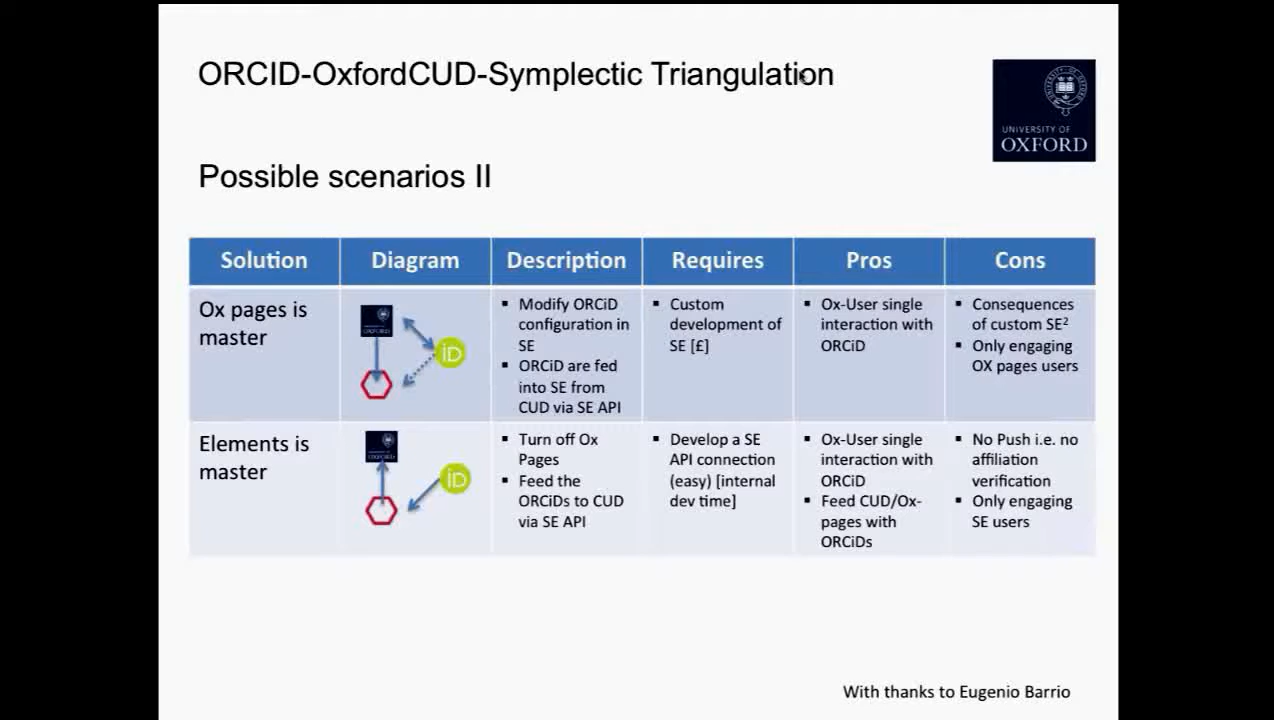 ORCID-OxfordCUD-Symplectic Triangulation
UNIVERSITY OF
OXFORD
Possible scenarios II
Solution
Diagram
Description
Requires
Pros
Cons
Ox pages is
master
iD
▪ Modify ORCiD
configuration in
SE
▪ ORCiD are fed
into SE from
CUD via SE API
▪ Custom
development of
SE [£]
▪ Ox-User single
interaction with
ORCiD
▪ Consequences
of custom SE²
▪ Only engaging
OX pages users
Elements is
master
iD
▪ Turn off Ox
Pages
▪ Feed the
ORCiDs to CUD
via SE API
▪ Develop a SE
API connection
(easy) [internal
dev time]
▪ Ox-User single
interaction with
ORCiD
▪ Feed CUD/Ox-
pages with
ORCiDs
▪ No Push i.e. no
affiliation
verification
▪ Only engaging
SE users
With thanks to Eugenio Barrio